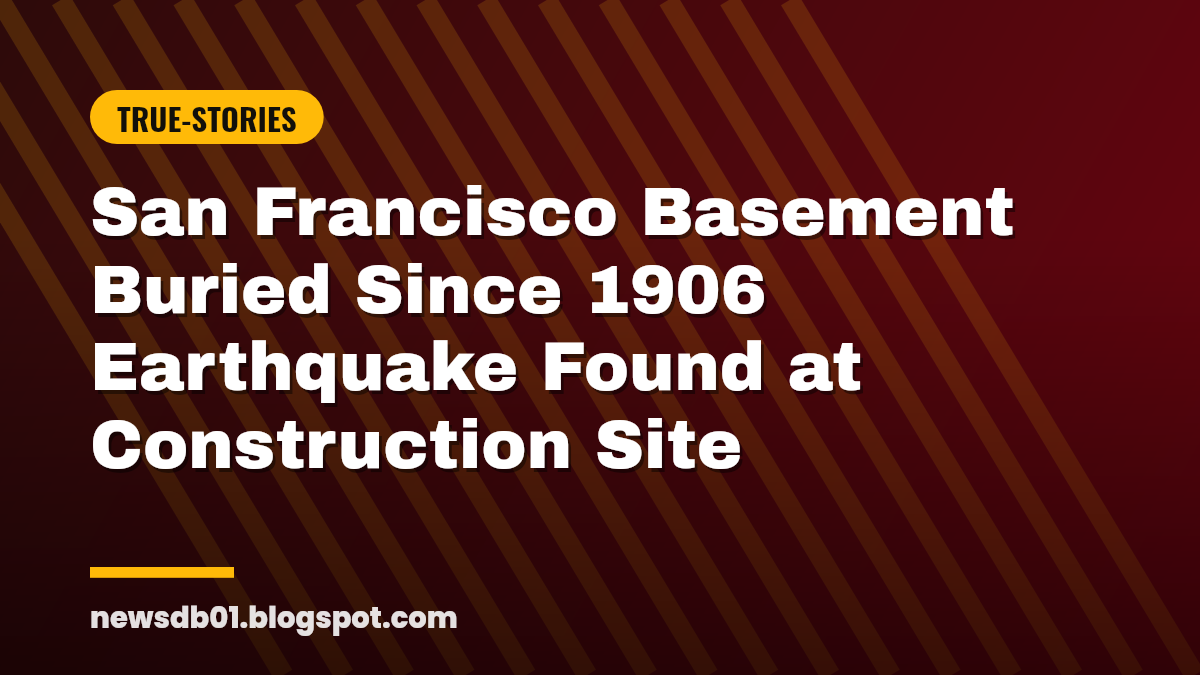 TRUE-STORIES
San Francisco Basement
Buried Since 1906
Earthquake Found at
Construction Site
newsdb01.blogspot.com